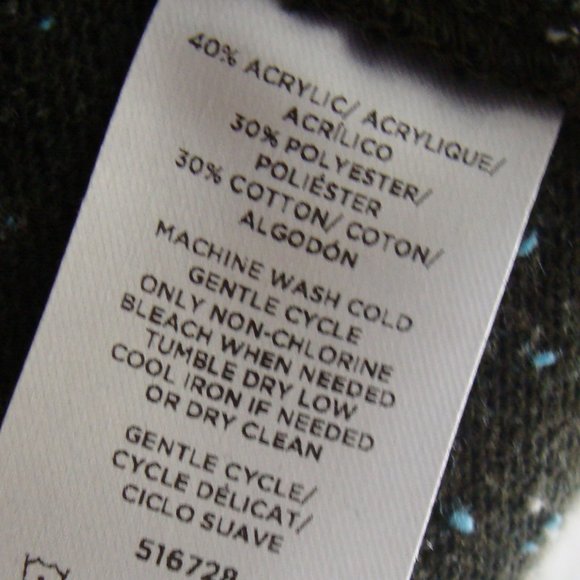 40% ACRYLIC/ ACRYLIQUE/
ACRÍLICO
30% POLYESTER/
POLIÉSTER
30% COTTON/ COTON/
ALGODÓN
MACHINE WASH COLD
GENTLE CYCLE
ONLY NON-CHLORINE
BLEACH WHEN NEEDED
TUMBLE DRY LOW
COOL IRON IF NEEDED
OR DRY CLEAN
GENTLE CYCLE/
CYCLE DÉLICAT/
CICLO SUAVE
516728